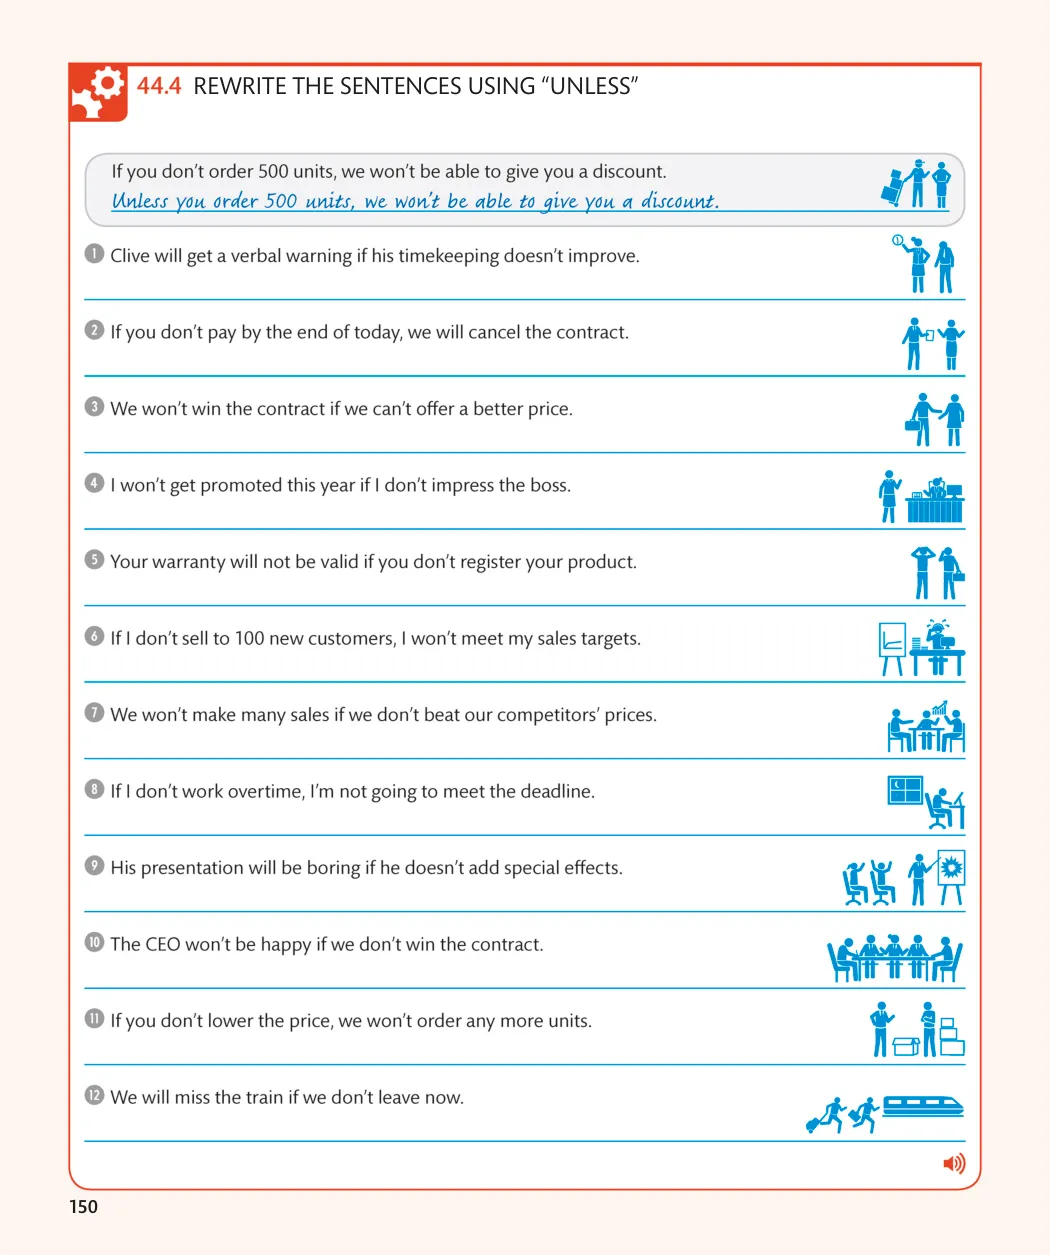 44.4 REWRITE THE SENTENCES USING “UNLESS”
If you don’t order 500 units, we won’t be able to give you a discount.
Unless you order 500 units, we won’t be able to give you a discount.
1 Clive will get a verbal warning if his timekeeping doesn’t improve.
2 If you don’t pay by the end of today, we will cancel the contract.
3 We won’t win the contract if we can’t offer a better price.
4 I won’t get promoted this year if I don’t impress the boss.
5 Your warranty will not be valid if you don’t register your product.
6 If I don’t sell to 100 new customers, I won’t meet my sales targets.
7 We won’t make many sales if we don’t beat our competitors’ prices.
8 If I don’t work overtime, I’m not going to meet the deadline.
9 His presentation will be boring if he doesn’t add special effects.
10 The CEO won’t be happy if we don’t win the contract.
11 If you don’t lower the price, we won’t order any more units.
12 We will miss the train if we don’t leave now.
150